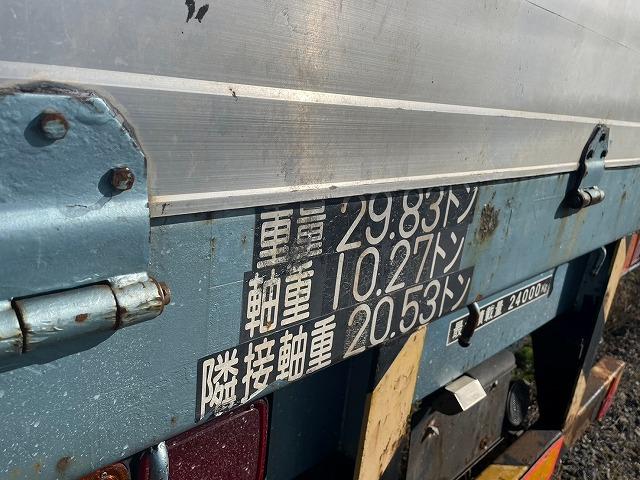 重量 29.83トン
軸重 10.27トン
隣接軸重 20.53トン
最 積載量 24000kg